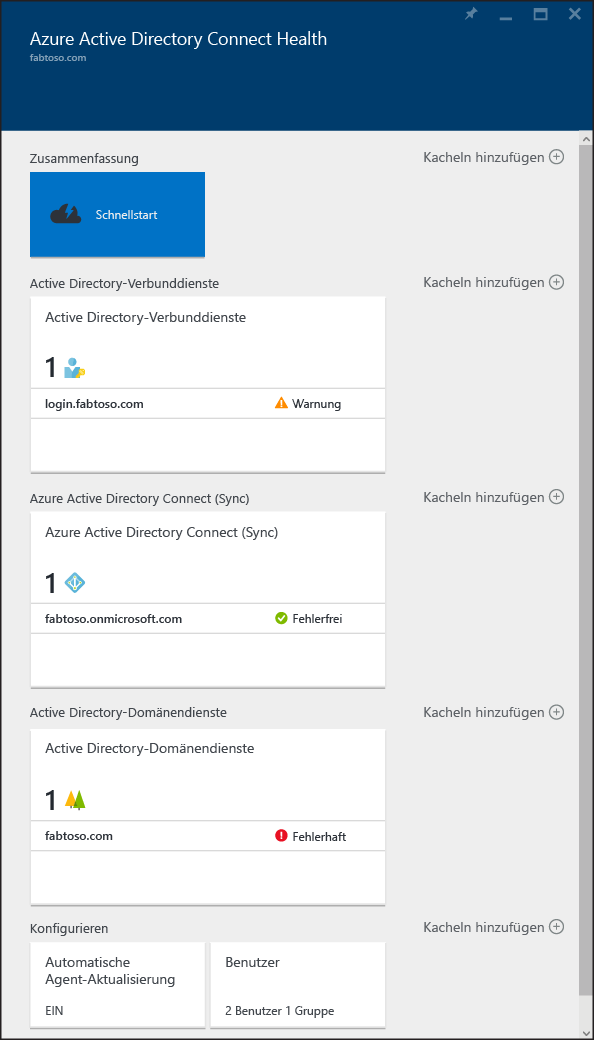 Azure Active Directory Connect Health
fabtoso.com
Zusammenfassung
Kacheln hinzufügen
Schnellstart
Active Directory-Verbunddienste
Kacheln hinzufügen
Active Directory-Verbunddienste
1
login.fabtoso.com
Warnung
Azure Active Directory Connect (Sync)
Kacheln hinzufügen
Azure Active Directory Connect (Sync)
1
fabtoso.onmicrosoft.com
Fehlerfrei
Active Directory-Domänendienste
Kacheln hinzufügen
Active Directory-Domänendienste
1
fabtoso.com
Fehlerhaft
Konfigurieren
Kacheln hinzufügen
Automatische
Agent-Aktualisierung
EIN
Benutzer
2 Benutzer 1 Gruppe